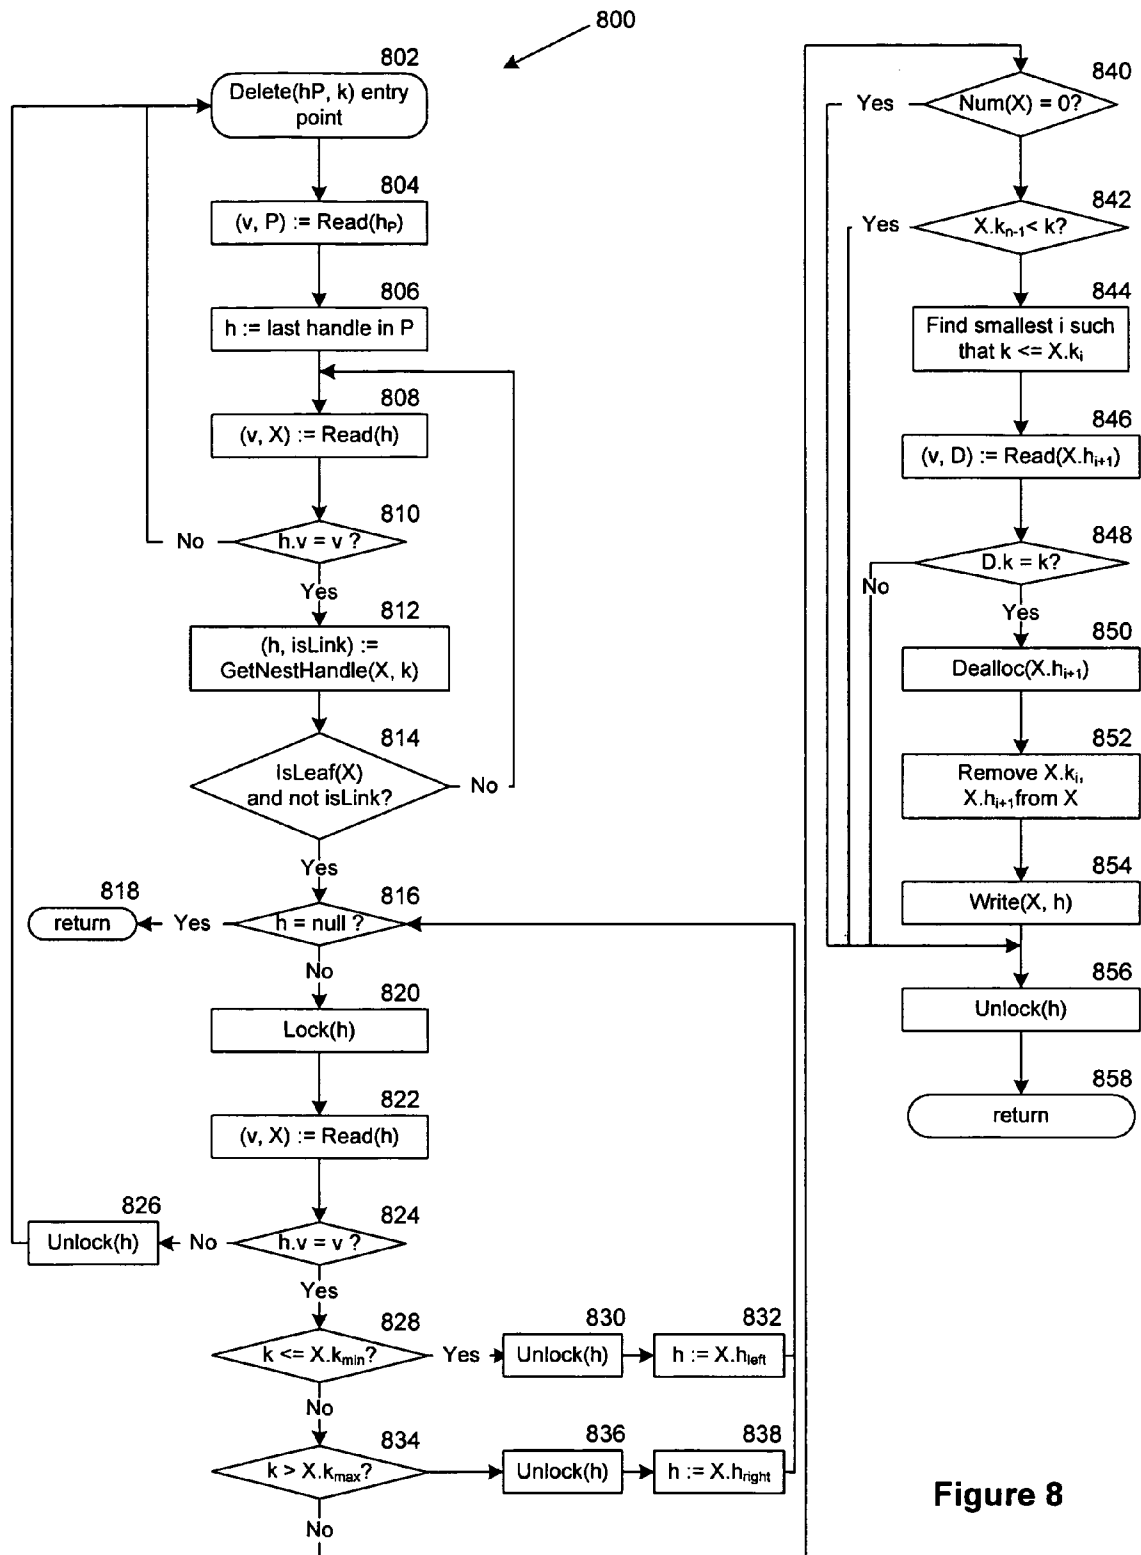 800
802
Delete(hP, k) entry
point
804
(v, P) := Read(hP)
806
h := last handle in P
808
(v, X) := Read(h)
810
h.v = v ?
No
Yes
812
(h, isLink) :=
GetNestHandle(X, k)
814
IsLeaf(X)
and not isLink?
No
Yes
816
h = null ?
818
return
Yes
No
820
Lock(h)
822
(v, X) := Read(h)
824
h.v = v ?
826
Unlock(h)
No
Yes
828
k <= X.kmin?
Yes
830
Unlock(h)
832
h := X.hleft
No
834
k > X.kmax?
836
Unlock(h)
838
h := X.hright
No
840
Num(X) = 0?
Yes
842
X.kn-1< k?
Yes
844
Find smallest i such
that k <= X.ki
846
(v, D) := Read(X.hi+1)
848
D.k = k?
No
Yes
850
Dealloc(X.hi+1)
852
Remove X.ki,
X.hi+1from X
854
Write(X, h)
856
Unlock(h)
858
return
Figure 8